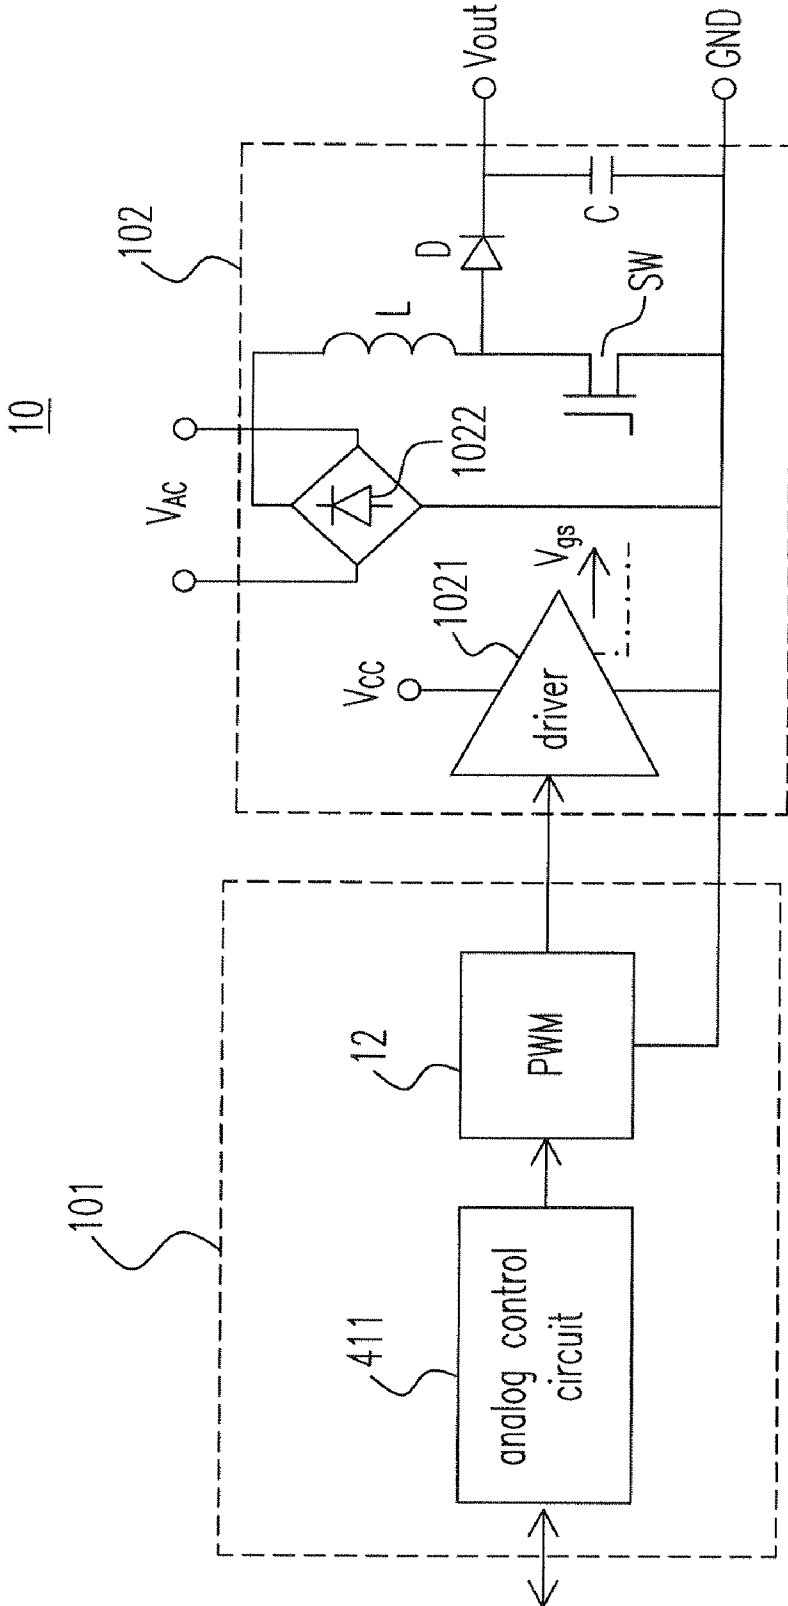 10
101
411
analog control
circuit
12
PWM
102
VAC
1022
VCC
1021
driver
Vgs
L
D
SW
C
Vout
GND